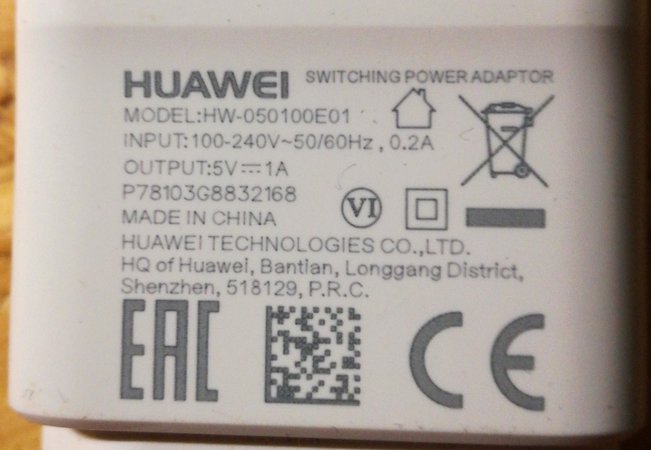 HUAWEI SWITCHING POWER ADAPTOR
MODEL:HW-050100E01
INPUT:100-240V~50/60Hz , 0.2A
OUTPUT:5V⎓1A
P78103G8832168
MADE IN CHINA
VI
HUAWEI TECHNOLOGIES CO.,LTD.
HQ of Huawei, Bantian, Longgang District,
Shenzhen, 518129, P.R.C.
EAC CE